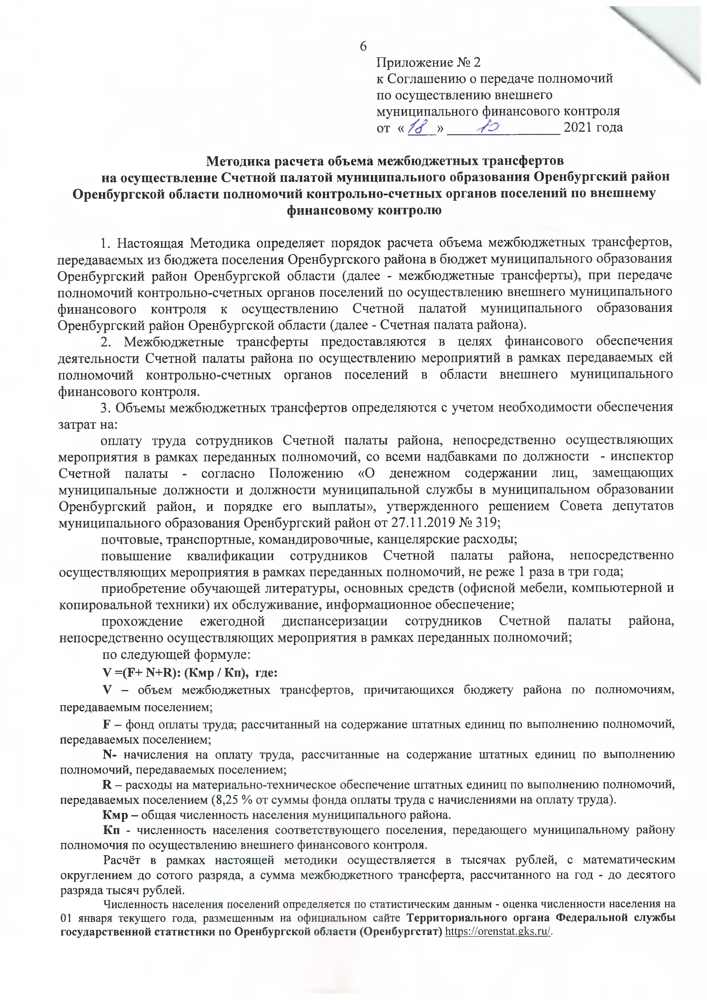 6
Приложение № 2
к Соглашению о передаче полномочий
по осуществлению внешнего
муниципального финансового контроля
от «18» 10 2021 года
Методика расчета объема межбюджетных трансфертов
на осуществление Счетной палатой муниципального образования Оренбургский район
Оренбургской области полномочий контрольно-счетных органов поселений по внешнему
финансовому контролю
1. Настоящая Методика определяет порядок расчета объема межбюджетных трансфертов,
передаваемых из бюджета поселения Оренбургского района в бюджет муниципального образования
Оренбургский район Оренбургской области (далее - межбюджетные трансферты), при передаче
полномочий контрольно-счетных органов поселений по осуществлению внешнего муниципального
финансового контроля к осуществлению Счетной палатой муниципального образования
Оренбургский район Оренбургской области (далее - Счетная палата района).
2. Межбюджетные трансферты предоставляются в целях финансового обеспечения
деятельности Счетной палаты района по осуществлению мероприятий в рамках передаваемых ей
полномочий контрольно-счетных органов поселений в области внешнего муниципального
финансового контроля.
3. Объемы межбюджетных трансфертов определяются с учетом необходимости обеспечения
затрат на:
оплату труда сотрудников Счетной палаты района, непосредственно осуществляющих
мероприятия в рамках переданных полномочий, со всеми надбавками по должности - инспектор
Счетной палаты - согласно Положению «О денежном содержании лиц, замещающих
муниципальные должности и должности муниципальной службы в муниципальном образовании
Оренбургский район, и порядке его выплаты», утвержденного решением Совета депутатов
муниципального образования Оренбургский район от 27.11.2019 № 319;
почтовые, транспортные, командировочные, канцелярские расходы;
повышение квалификации сотрудников Счетной палаты района, непосредственно
осуществляющих мероприятия в рамках переданных полномочий, не реже 1 раза в три года;
приобретение обучающей литературы, основных средств (офисной мебели, компьютерной и
копировальной техники) их обслуживание, информационное обеспечение;
прохождение ежегодной диспансеризации сотрудников Счетной палаты района,
непосредственно осуществляющих мероприятия в рамках переданных полномочий;
по следующей формуле:
V =(F+ N+R): (Кмр / Кп), где:
V – объем межбюджетных трансфертов, причитающихся бюджету района по полномочиям,
передаваемым поселением;
F – фонд оплаты труда, рассчитанный на содержание штатных единиц по выполнению полномочий,
передаваемых поселением;
N- начисления на оплату труда, рассчитанные на содержание штатных единиц по выполнению
полномочий, передаваемых поселением;
R – расходы на материально-техническое обеспечение штатных единиц по выполнению полномочий,
передаваемых поселением (8,25 % от суммы фонда оплаты труда с начислениями на оплату труда).
Кмр – общая численность населения муниципального района.
Кп - численность населения соответствующего поселения, передающего муниципальному району
полномочия по осуществлению внешнего финансового контроля.
Расчёт в рамках настоящей методики осуществляется в тысячах рублей, с математическим
округлением до сотого разряда, а сумма межбюджетного трансферта, рассчитанного на год - до десятого
разряда тысяч рублей.
Численность населения поселений определяется по статистическим данным - оценка численности населения на
01 января текущего года, размещенным на официальном сайте Территориального органа Федеральной службы
государственной статистики по Оренбургской области (Оренбургстат) https://orenstat.gks.ru/.